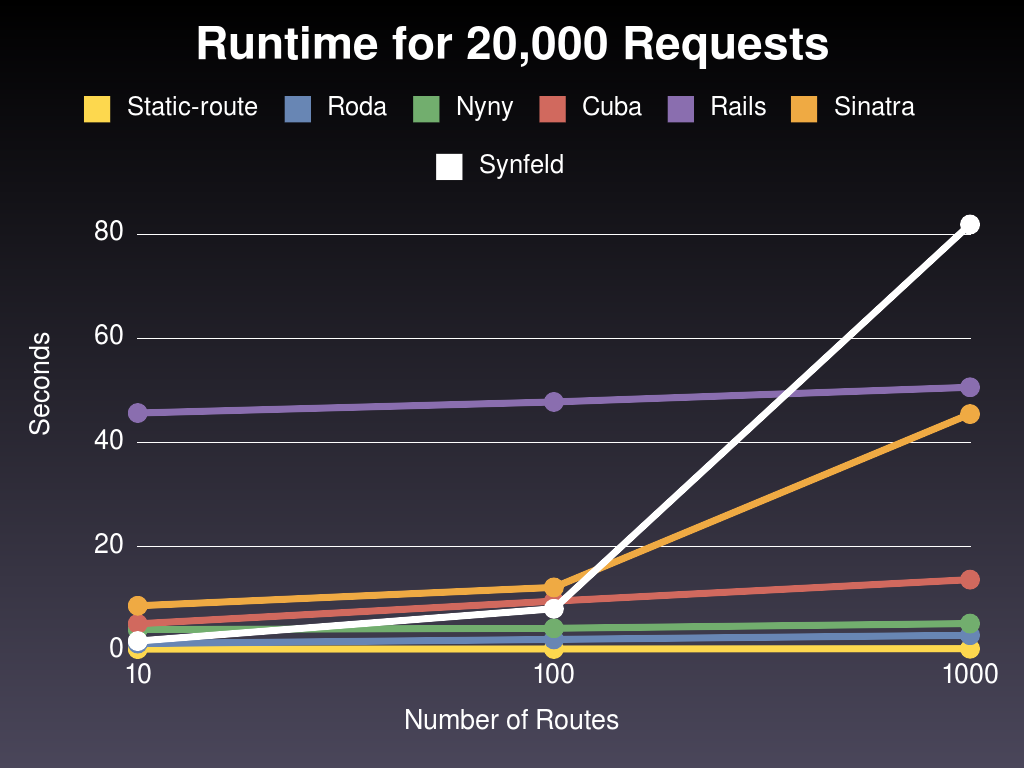 Runtime for 20,000 Requests
Static-route Roda Nyny Cuba Rails Sinatra
Synfeld
80
60
Seconds
40
20
0
10 100 1000
Number of Routes